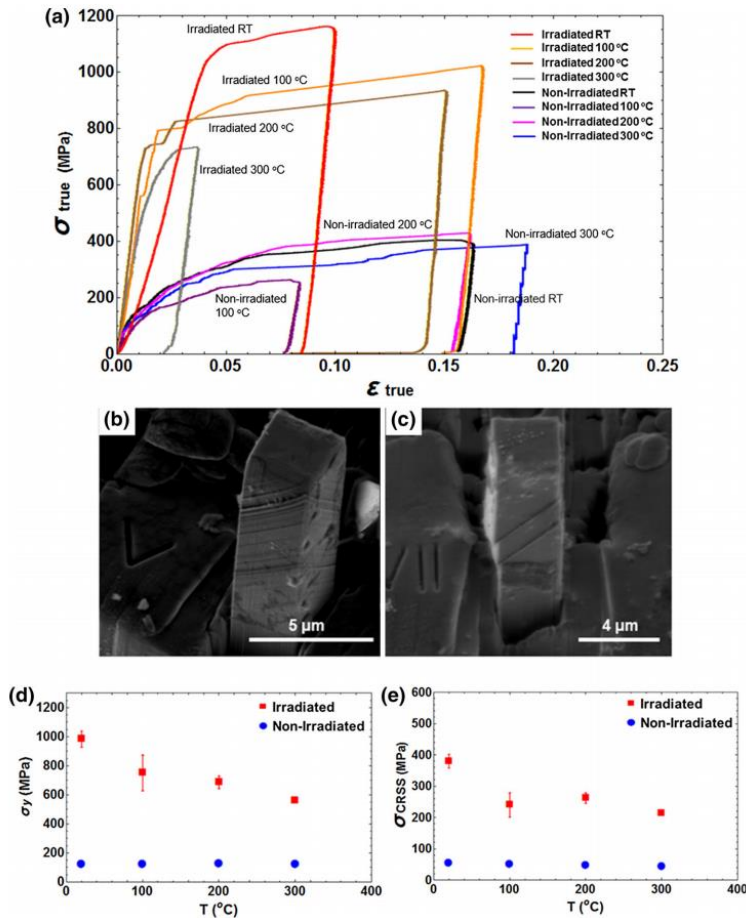 (a)
1200
1000
800
600
400
200
0
σ true (MPa)
0.00
0.05
0.10
0.15
0.20
0.25
ε true
Irradiated RT
Irradiated 100 °C
Irradiated 200 °C
Irradiated 300 °C
Non-irradiated 200 °C
Non-irradiated 300 °C
Non-irradiated
100 °C
Non-irradiated RT
Irradiated RT
Irradiated 100 °C
Irradiated 200 °C
Irradiated 300 °C
Non-Irradiated RT
Non-Irradiated 100 °C
Non-Irradiated 200 °C
Non-Irradiated 300 °C
(b)
5 μm
(c)
4 μm
(d)
1200
1000
800
600
400
200
0
σy (MPa)
0
100
200
300
400
T (°C)
Irradiated
Non-Irradiated
(e)
600
500
400
300
200
100
0
σCRSS (MPa)
0
100
200
300
400
T (°C)
Irradiated
Non-Irradiated